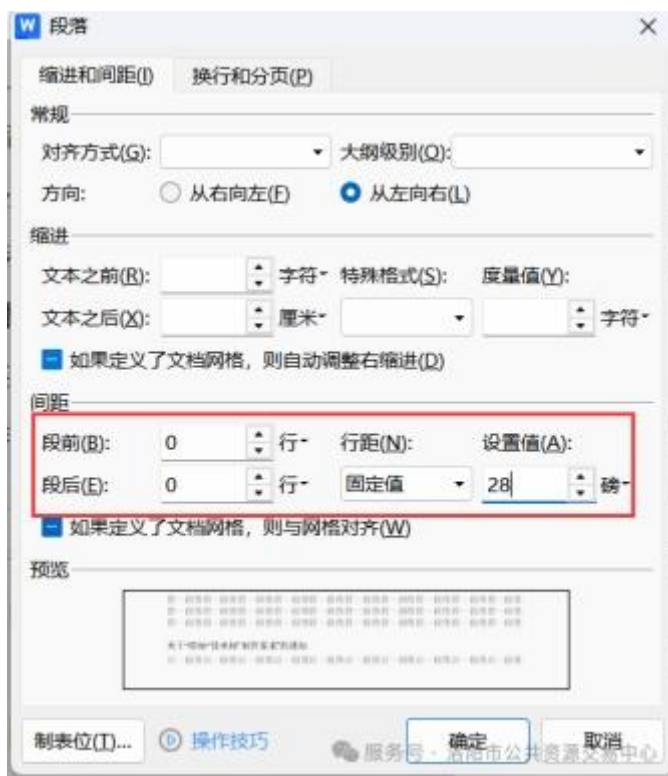 W 段落
缩进和间距(I) 换行和分页(P)
常规
对齐方式(G): 大纲级别(O):
方向: 从右向左(F) 从左向右(L)
缩进
文本之前(R): 字符 特殊格式(S): 度量值(Y):
文本之后(X): 厘米 字符
如果定义了文档网格，则自动调整右缩进(D)
间距
段前(B): 0 行 行距(N): 设置值(A):
段后(E): 0 行 固定值 28 磅
如果定义了文档网格，则与网格对齐(W)
预览
制表位(T)... 操作技巧 确定 取消
服务号 · 洛阳市公共资源交易中心